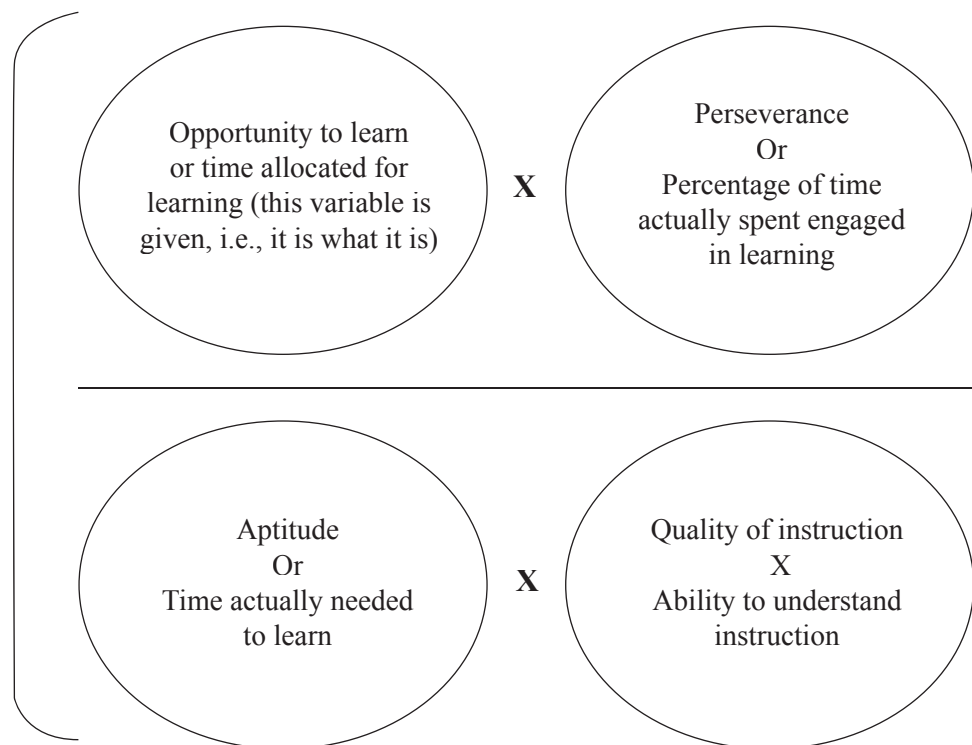 Opportunity to learn
or time allocated for
learning (this variable is
given, i.e., it is what it is)
X
Perseverance
Or
Percentage of time
actually spent engaged
in learning
Aptitude
Or
Time actually needed
to learn
X
Quality of instruction
X
Ability to understand
instruction